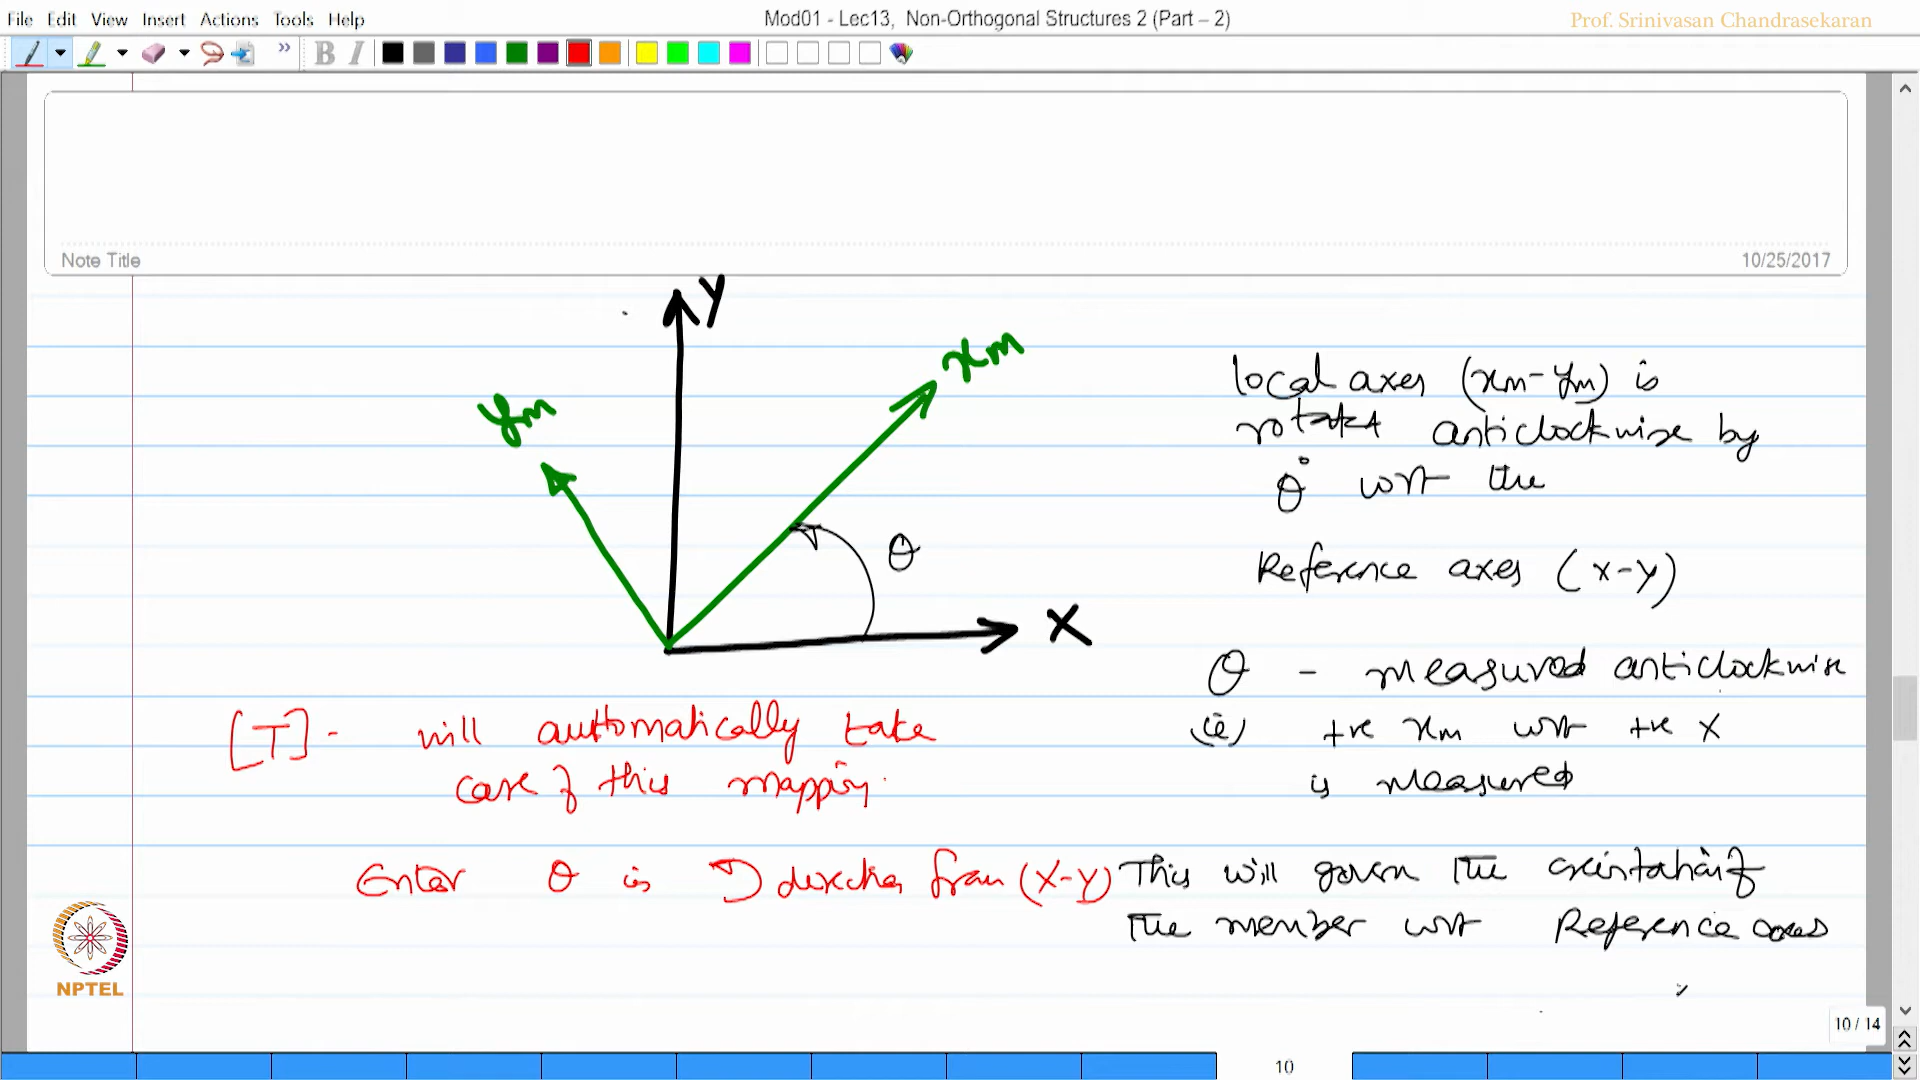 File Edit View Insert Actions Tools Help
Mod01 - Lec13, Non-Orthogonal Structures 2 (Part – 2)
Prof. Srinivasan Chandrasekaran
B I
Note Title
10/25/2017
Y
xm
ym
θ
X
local axes (xm-ym) is
rotated anticlockwise by
θ° wrt the
Reference axes (x-y)
θ - measured anticlockwise
(ie) +ve xm wrt +ve X
is measured
This will govern the orientation of
the member wrt Reference axes
[T] - will automatically take
care of this mapping.
Enter θ is direction from (X-Y)
NPTEL
10 / 14
10